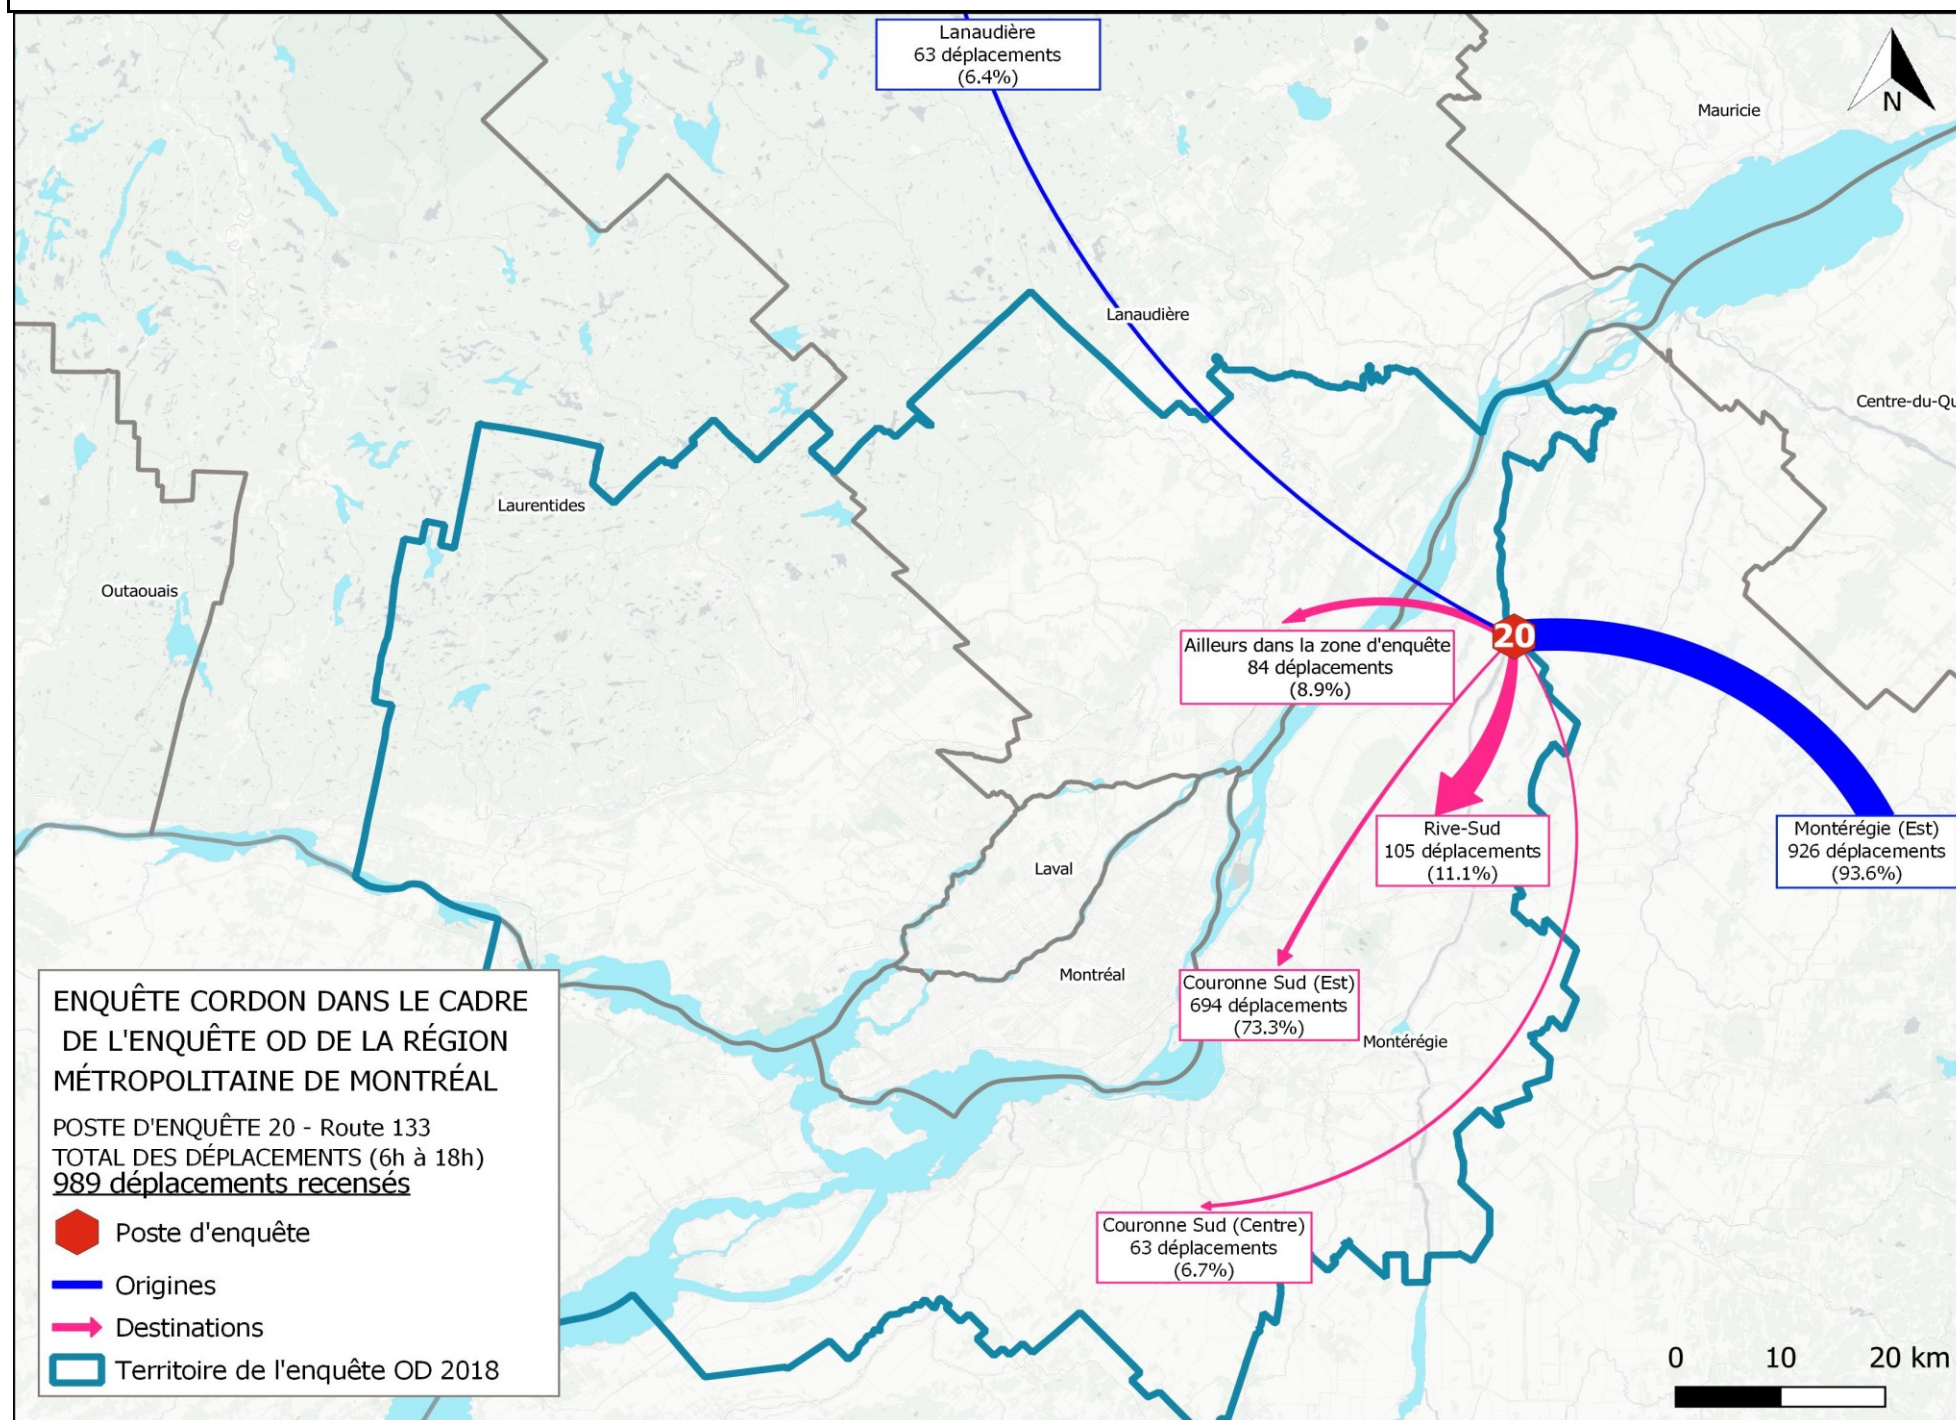 Lanaudière
63 déplacements
(6.4%)
N
Mauricie
Lanaudière
Centre-du-Qu
Laurentides
Outaouais
20
Ailleurs dans la zone d'enquête
84 déplacements
(8.9%)
Rive-Sud
105 déplacements
(11.1%)
Montérégie (Est)
926 déplacements
(93.6%)
Laval
Montréal
Couronne Sud (Est)
694 déplacements
(73.3%)
Montérégie
Couronne Sud (Centre)
63 déplacements
(6.7%)
ENQUÊTE CORDON DANS LE CADRE
DE L'ENQUÊTE OD DE LA RÉGION
MÉTROPOLITAINE DE MONTRÉAL
POSTE D'ENQUÊTE 20 - Route 133
TOTAL DES DÉPLACEMENTS (6h à 18h)
989 déplacements recensés
Poste d'enquête
Origines
Destinations
Territoire de l'enquête OD 2018
0 10 20 km